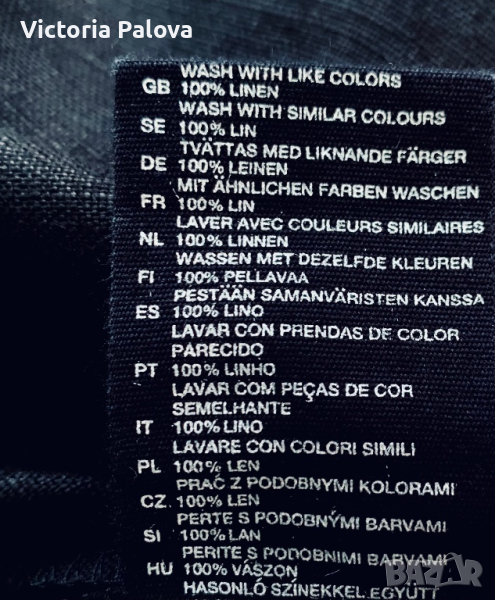 Victoria Palova
WASH WITH LIKE COLORS
GB 100% LINEN
WASH WITH SIMILAR COLOURS
SE 100% LIN
TVÄTTAS MED LIKNANDE FÄRGER
DE 100% LEINEN
MIT ÄHNLICHEN FARBEN WASCHEN
FR 100% LIN
LAVER AVEC COULEURS SIMILAIRES
NL 100% LINNEN
WASSEN MET DEZELFDE KLEUREN
FI 100% PELLAVAA
PESTÄÄN SAMANVÄRISTEN KANSSA
ES 100% LINO
LAVAR CON PRENDAS DE COLOR
PARECIDO
PT 100% LINHO
LAVAR COM PEÇAS DE COR
SEMELHANTE
IT 100% LINO
LAVARE CON COLORI SIMILI
PL 100% LEN
PRAĆ Z PODOBNYMI KOLORAMI
CZ 100% LEN
PERTE S PODOBNÝMI BARVAMI
SI 100% LAN
PERITE S PODOBNIMI BARVAMI
HU 100% VÁSZON
HASONLÓ SZÍNEKKEL EGYÜTT
BAZAR